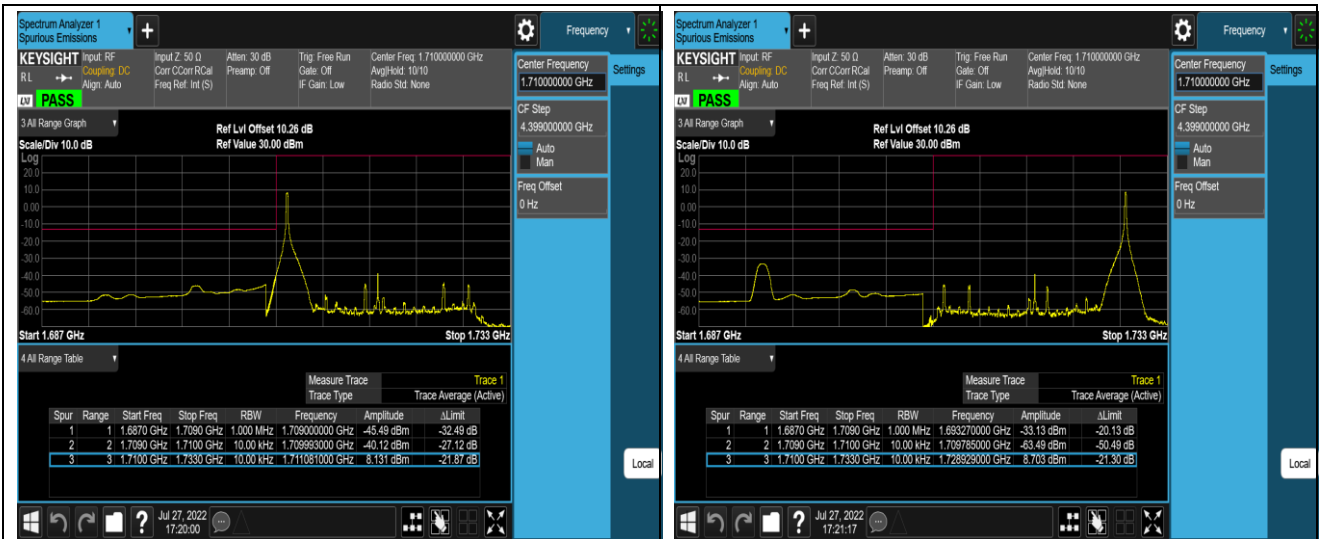 Spectrum Analyzer 1
Spurious Emissions
+
Frequency
KEYSIGHT Input: RF Input Z: 50 Ω Atten: 30 dB Trig: Free Run Center Freq: 1.710000000 GHz
RL Coupling: DC Corr CCorr RCal Preamp: Off Gate: Off Avg|Hold: 10/10
Align: Auto Freq Ref: Int (S) IF Gain: Low Radio Std: None
LXI PASS
Center Frequency
1.710000000 GHz
Settings
CF Step
4.399000000 GHz
Auto
Man
Freq Offset
0 Hz
Local
3 All Range Graph
Ref Lvl Offset 10.26 dB
Scale/Div 10.0 dB Ref Value 30.00 dBm
Log
20.0
10.0
0.00
-10.0
-20.0
-30.0
-40.0
-50.0
-60.0
Start 1.687 GHz Stop 1.733 GHz
4 All Range Table
Measure Trace Trace 1
Trace Type Trace Average (Active)
Spur Range Start Freq Stop Freq RBW Frequency Amplitude ΔLimit
1 1 1.6870 GHz 1.7090 GHz 1.000 MHz 1.709000000 GHz -45.49 dBm -32.49 dB
2 2 1.7090 GHz 1.7100 GHz 10.00 kHz 1.709993000 GHz -40.12 dBm -27.12 dB
3 3 1.7100 GHz 1.7330 GHz 10.00 kHz 1.711081000 GHz 8.131 dBm -21.87 dB
? Jul 27, 2022
17:20:00
Spectrum Analyzer 1
Spurious Emissions
+
Frequency
KEYSIGHT Input: RF Input Z: 50 Ω Atten: 30 dB Trig: Free Run Center Freq: 1.710000000 GHz
RL Coupling: DC Corr CCorr RCal Preamp: Off Gate: Off Avg|Hold: 10/10
Align: Auto Freq Ref: Int (S) IF Gain: Low Radio Std: None
LXI PASS
Center Frequency
1.710000000 GHz
Settings
CF Step
4.399000000 GHz
Auto
Man
Freq Offset
0 Hz
Local
3 All Range Graph
Ref Lvl Offset 10.26 dB
Scale/Div 10.0 dB Ref Value 30.00 dBm
Log
20.0
10.0
0.00
-10.0
-20.0
-30.0
-40.0
-50.0
-60.0
Start 1.687 GHz Stop 1.733 GHz
4 All Range Table
Measure Trace Trace 1
Trace Type Trace Average (Active)
Spur Range Start Freq Stop Freq RBW Frequency Amplitude ΔLimit
1 1 1.6870 GHz 1.7090 GHz 1.000 MHz 1.693270000 GHz -33.13 dBm -20.13 dB
2 2 1.7090 GHz 1.7100 GHz 10.00 kHz 1.709785000 GHz -63.49 dBm -50.49 dB
3 3 1.7100 GHz 1.7330 GHz 10.00 kHz 1.728929000 GHz 8.703 dBm -21.30 dB
? Jul 27, 2022
17:21:17